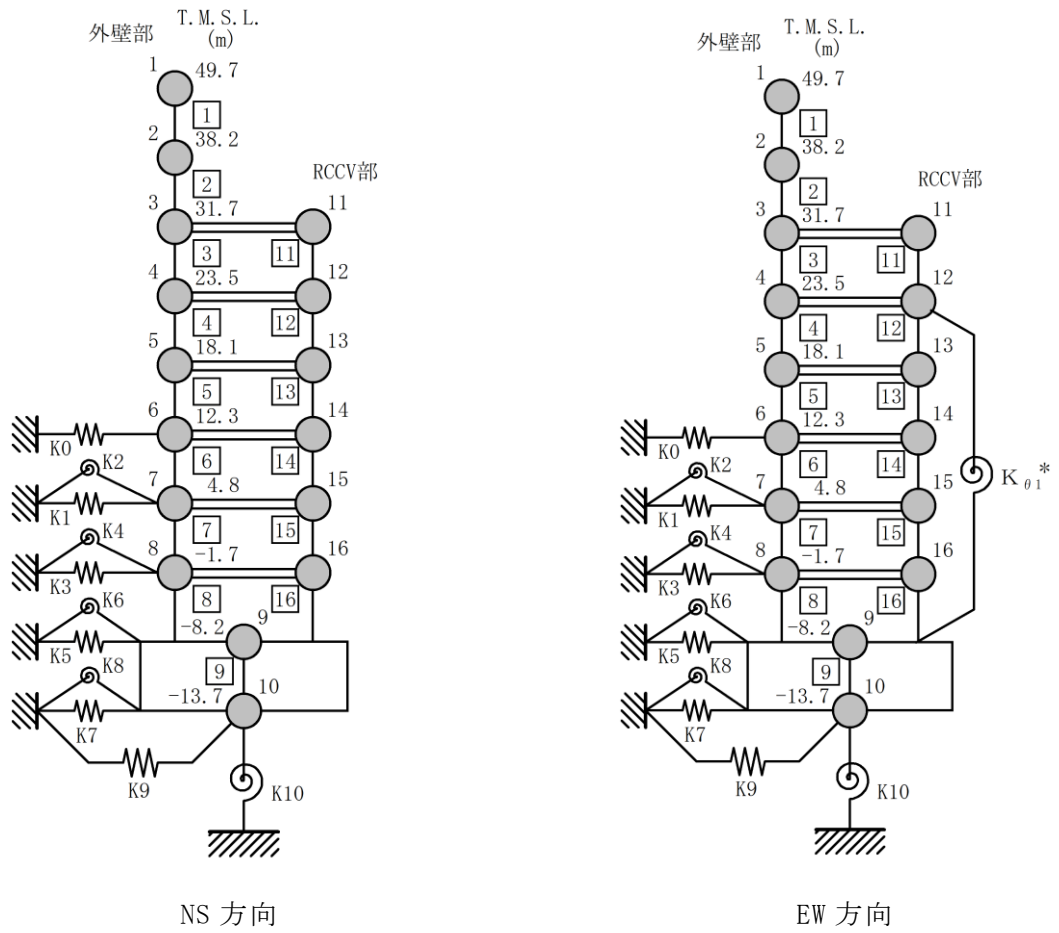 T.M.S.L.
外壁部 (m)
1 49.7
1
2 38.2
2
RCCV部
3 31.7 11
3 11
4 23.5 12
4 12
5 18.1 13
5 13
6 12.3 14
K0 6 14
K2 7 4.8 15
K1 7 15
K4 8 -1.7 16
K3 8 16
K6 -8.2 9
K5 9
K8 -13.7 10
K7
K9 K10
NS 方向
T.M.S.L.
外壁部 (m)
1 49.7
1
2 38.2
2
RCCV部
3 31.7 11
3 11
4 23.5 12
4 12
5 18.1 13
5 13
6 12.3 14
K0 6 14
K2 7 4.8 15
Kθ1*
K1 7 15
K4 8 -1.7 16
K3 8 16
K6 -8.2 9
K5 9
K8 -13.7 10
K7
K9 K10
EW 方向